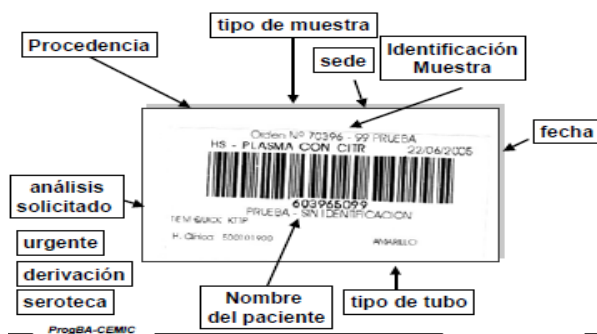 tipo de muestra
Procedencia
sede
Identificación
Muestra
fecha
Orden Nº 70396 - 99 PRUEBA
HS - PLASMA CON CITR 22/06/2005
603965099
PRUEBA - SIN IDENTIFICACION
QUICK KTTP
H. Clínica: 500101900 AMARILLO
análisis
solicitado
urgente
derivación
seroteca
Nombre
del paciente
tipo de tubo
ProgBA-CEMIC